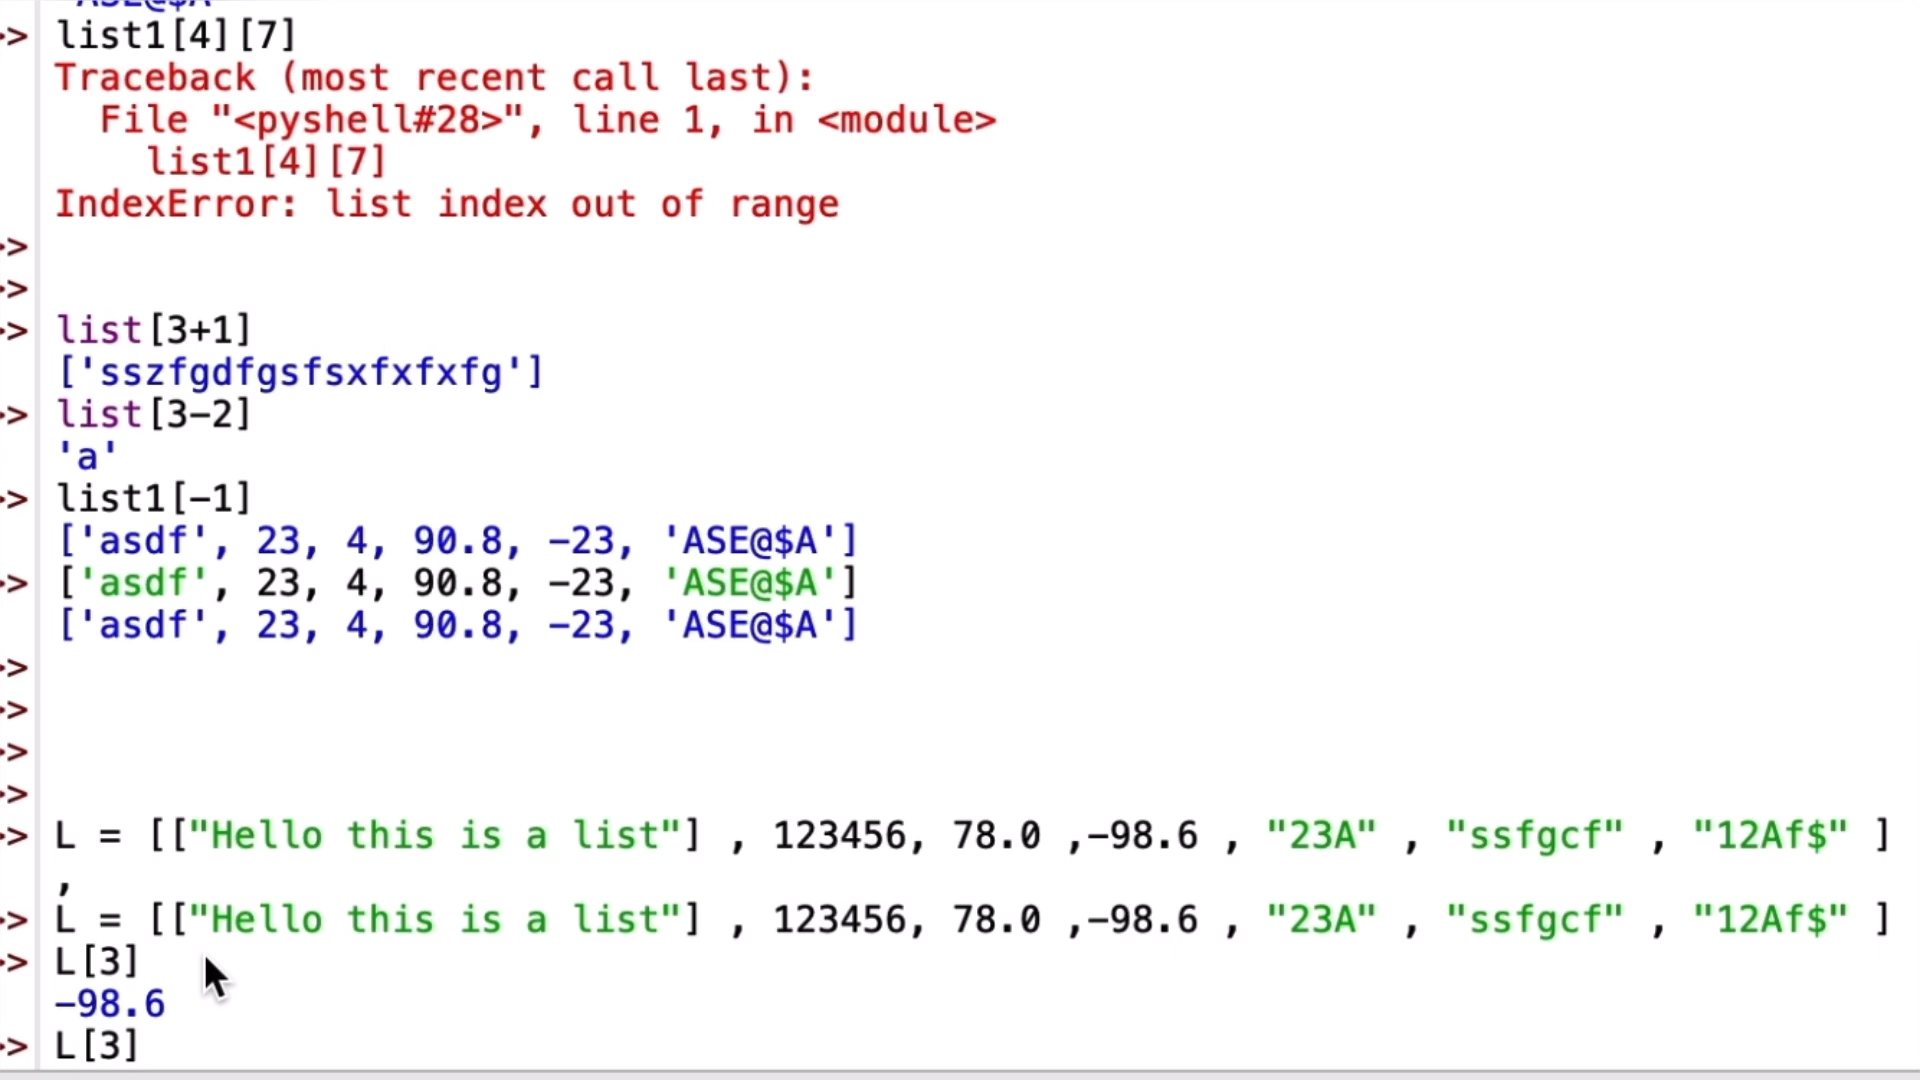 'ASE@$A'
>> list1[4][7]
Traceback (most recent call last):
  File "<pyshell#28>", line 1, in <module>
    list1[4][7]
IndexError: list index out of range
>>
>>
>> list[3+1]
['sszfgdfgsfsxfxfxfg']
>> list[3-2]
'a'
>> list1[-1]
['asdf', 23, 4, 90.8, -23, 'ASE@$A']
>> ['asdf', 23, 4, 90.8, -23, 'ASE@$A']
['asdf', 23, 4, 90.8, -23, 'ASE@$A']
>>
>>
>>
>>
>> L = [["Hello this is a list"] , 123456, 78.0 ,-98.6 , "23A" , "ssfgcf" , "12Af$" ]
,
>> L = [["Hello this is a list"] , 123456, 78.0 ,-98.6 , "23A" , "ssfgcf" , "12Af$" ]
>> L[3]
-98.6
>> L[3]